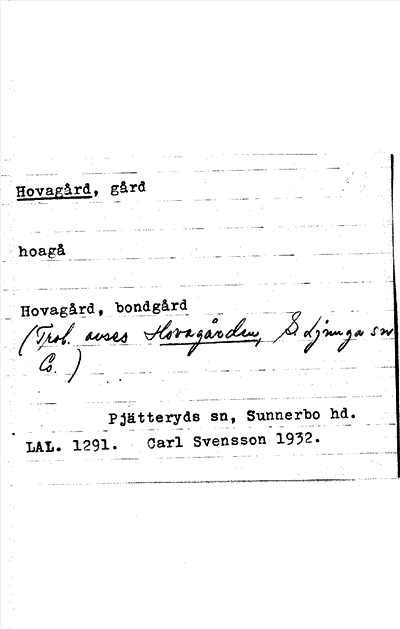 Hovagård, gård
hoagå
Hovagård, bondgård
(Trol. avses Hovagården, S Ljunga sn
G.)
Pjätteryds sn, Sunnerbo hd.
LAL. 1291. Carl Svensson 1932.